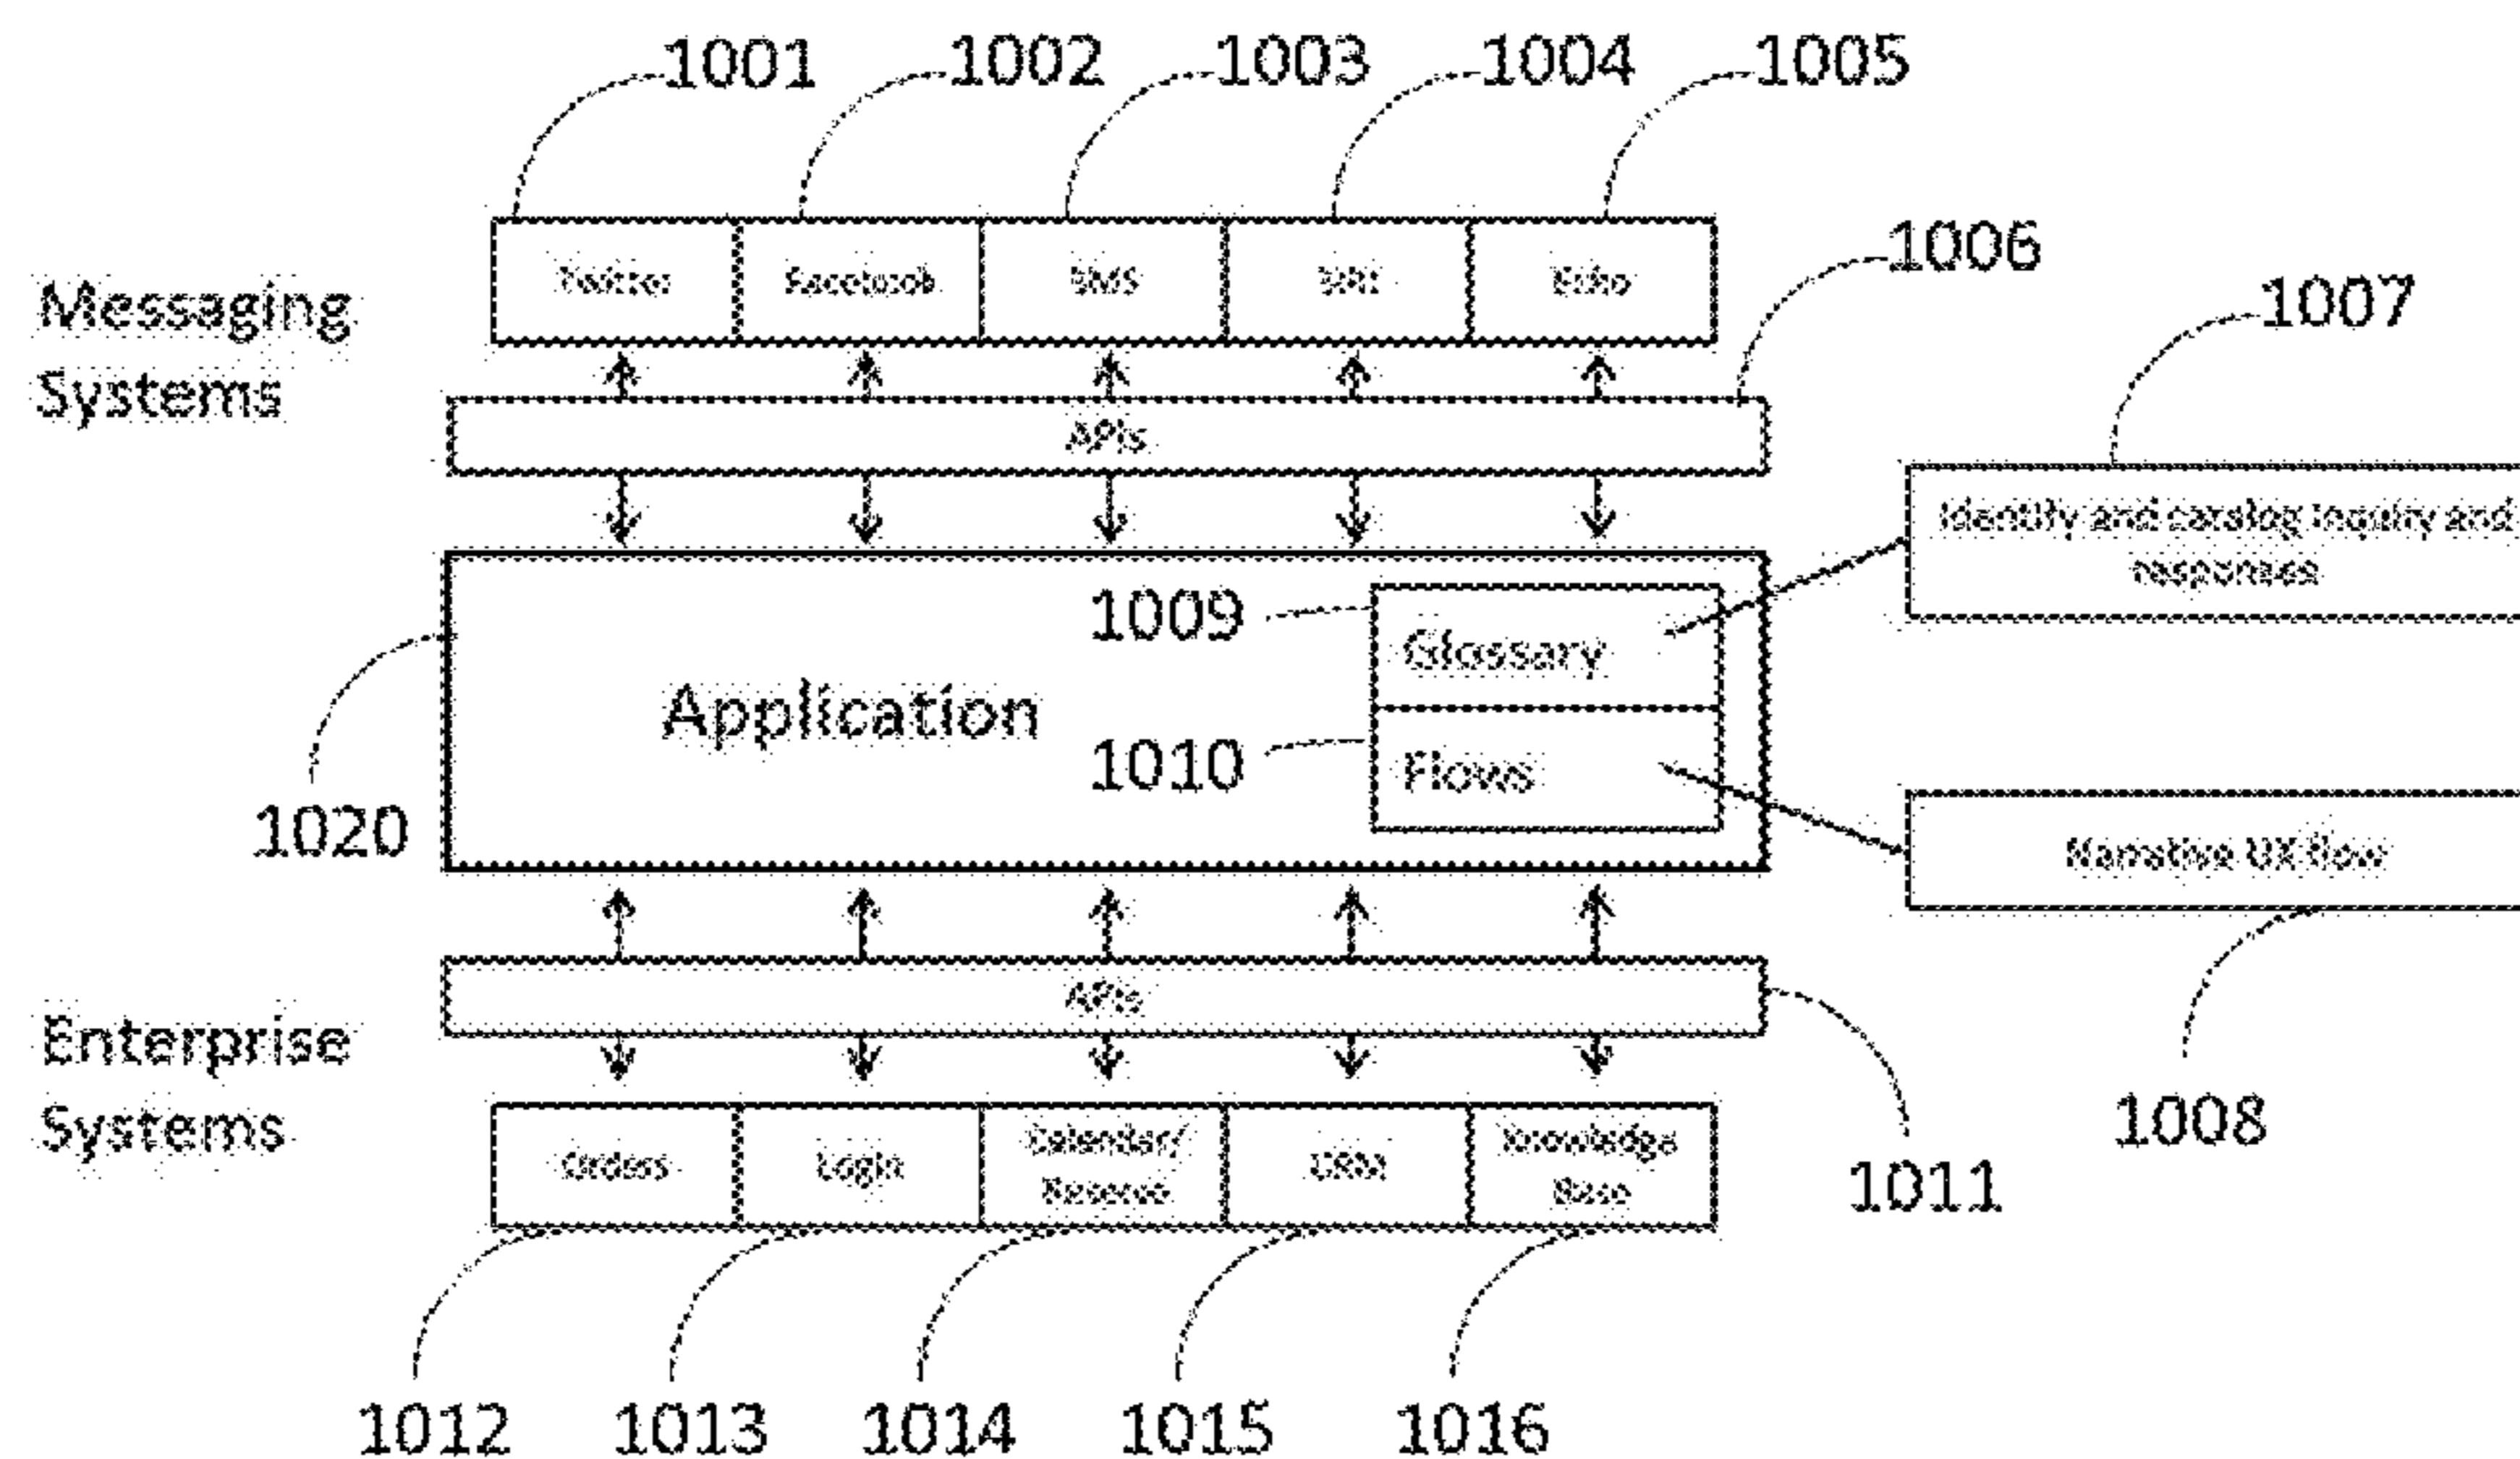 1001 1002 1003 1004 1005
1006
1007
Messaging
Systems
Twitter Facebook SMS Echo
APIs
Identify and catalog inquiry and
responses
1009
Glossary
Application
1010
Flows
1020
Narrative UX flow
APIs
Enterprise
Systems
1008
1011
Orders Login Calendar/
Reserve
CRM Knowledge
Base
1012 1013 1014 1015 1016